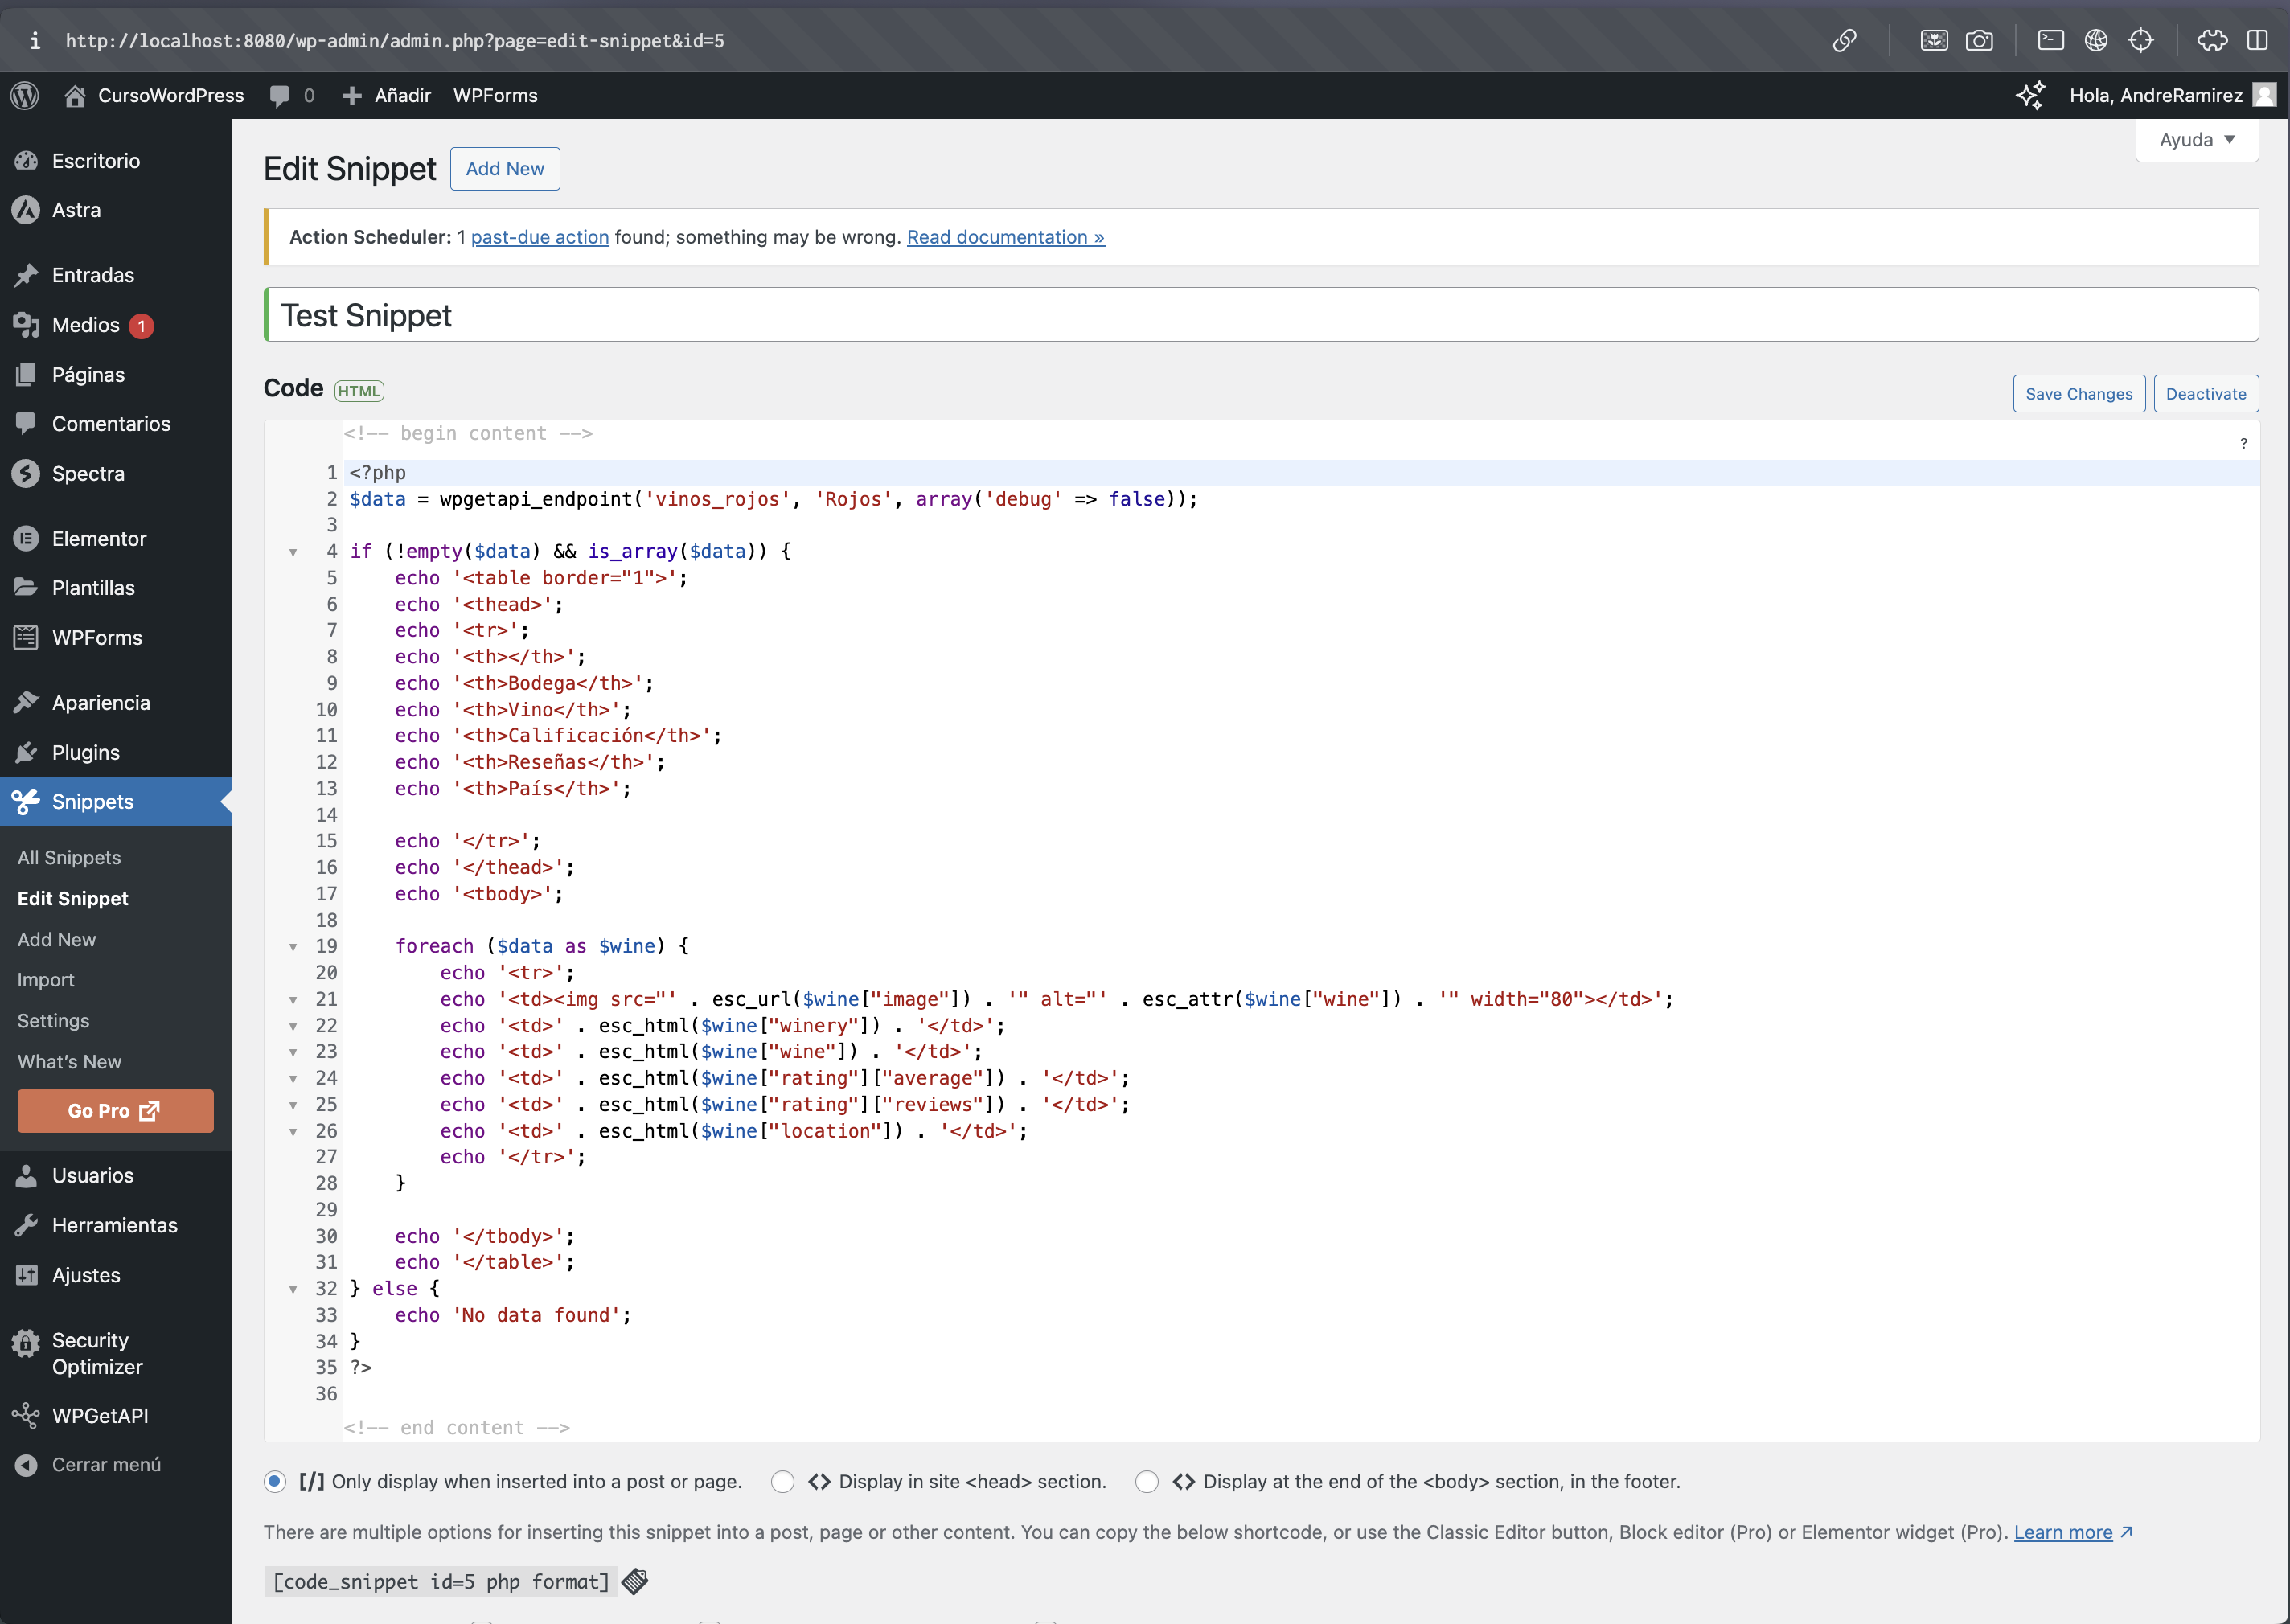 http://localhost:8080/wp-admin/admin.php?page=edit-snippet&id=5
CursoWordPress 0 Añadir WPForms Hola, AndreRamirez
Escritorio
Astra
Entradas
Medios 1
Páginas
Comentarios
Spectra
Elementor
Plantillas
WPForms
Apariencia
Plugins
Snippets
All Snippets
Edit Snippet
Add New
Import
Settings
What's New
Go Pro
Usuarios
Herramientas
Ajustes
Security
Optimizer
WPGetAPI
Cerrar menú
Ayuda ▼
Edit Snippet Add New
Action Scheduler: 1 past-due action found; something may be wrong. Read documentation »
Test Snippet
Code HTML Save Changes Deactivate
<!-- begin content -->
?
1 <?php
2 $data = wpgetapi_endpoint('vinos_rojos', 'Rojos', array('debug' => false));
3
4 if (!empty($data) && is_array($data)) {
5     echo '<table border="1">';
6     echo '<thead>';
7     echo '<tr>';
8     echo '<th></th>';
9     echo '<th>Bodega</th>';
10     echo '<th>Vino</th>';
11     echo '<th>Calificación</th>';
12     echo '<th>Reseñas</th>';
13     echo '<th>País</th>';
14
15     echo '</tr>';
16     echo '</thead>';
17     echo '<tbody>';
18
19     foreach ($data as $wine) {
20         echo '<tr>';
21         echo '<td><img src="' . esc_url($wine["image"]) . '" alt="' . esc_attr($wine["wine"]) . '" width="80"></td>';
22         echo '<td>' . esc_html($wine["winery"]) . '</td>';
23         echo '<td>' . esc_html($wine["wine"]) . '</td>';
24         echo '<td>' . esc_html($wine["rating"]["average"]) . '</td>';
25         echo '<td>' . esc_html($wine["rating"]["reviews"]) . '</td>';
26         echo '<td>' . esc_html($wine["location"]) . '</td>';
27         echo '</tr>';
28     }
29
30     echo '</tbody>';
31     echo '</table>';
32 } else {
33     echo 'No data found';
34 }
35 ?>
36
<!-- end content -->
[/] Only display when inserted into a post or page. <> Display in site <head> section. <> Display at the end of the <body> section, in the footer.
There are multiple options for inserting this snippet into a post, page or other content. You can copy the below shortcode, or use the Classic Editor button, Block editor (Pro) or Elementor widget (Pro). Learn more ↗
[code_snippet id=5 php format]